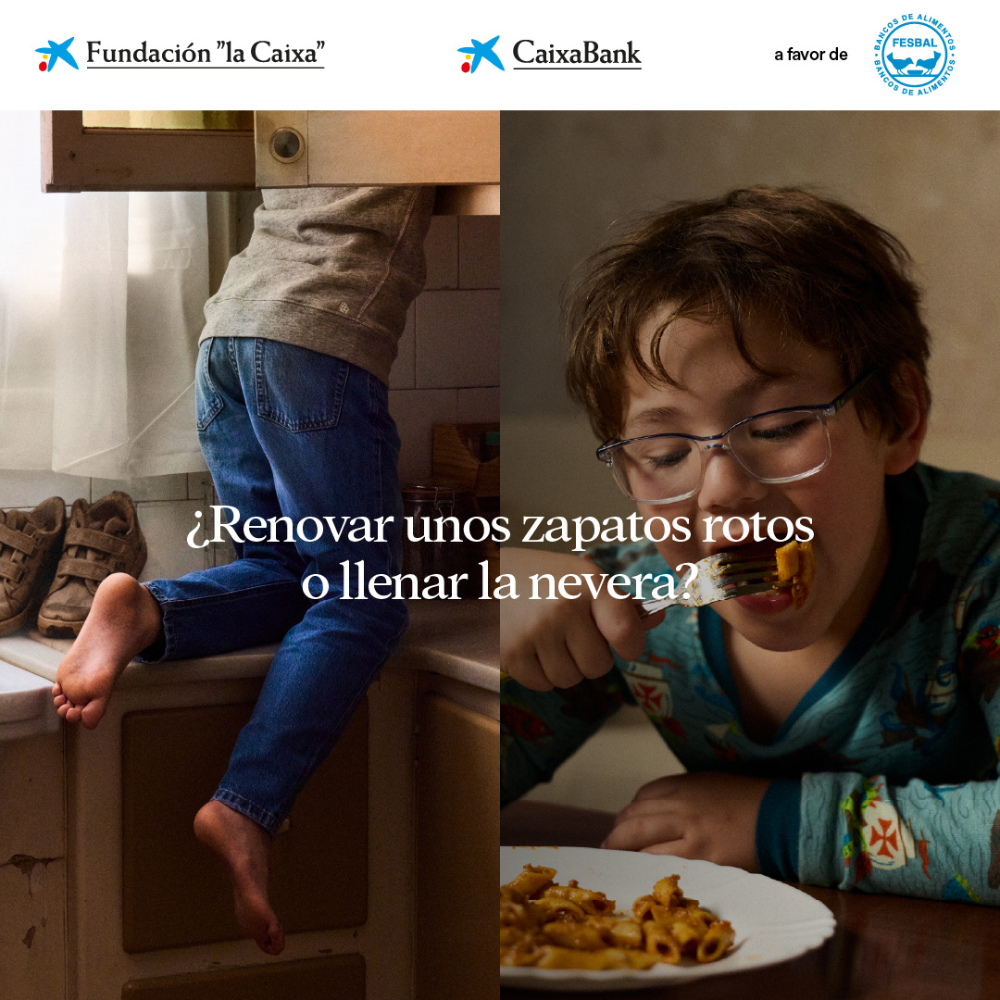 Fundación "la Caixa"
CaixaBank
a favor de
BANCOS DE ALIMENTOS
FESBAL
BANCOS DE ALIMENTOS
¿Renovar unos zapatos rotos
o llenar la nevera?